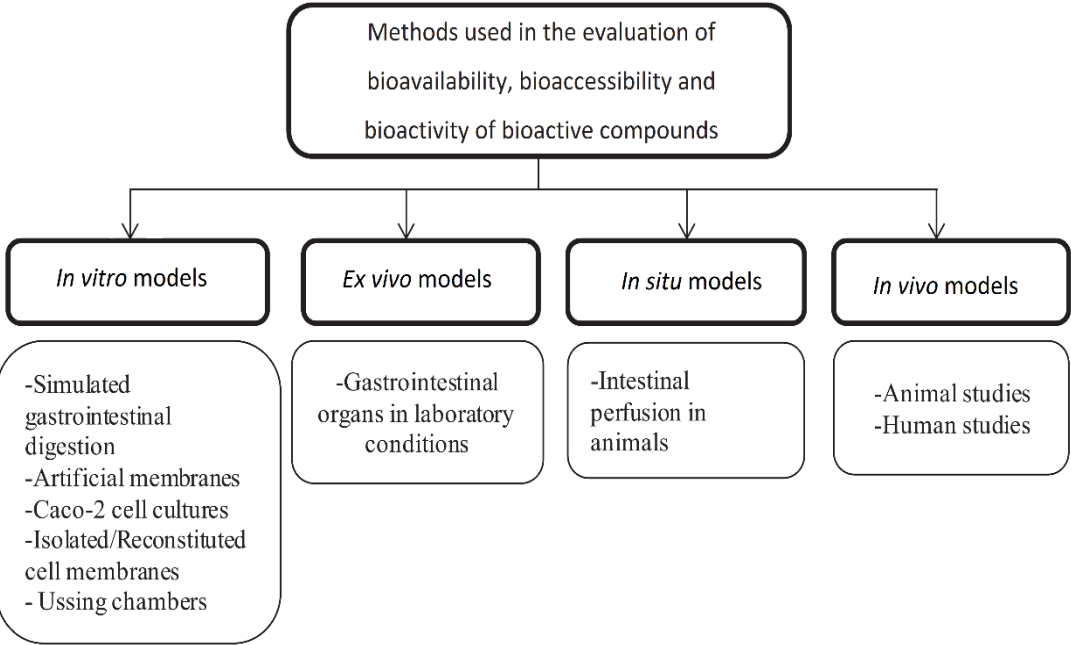 Methods used in the evaluation of
bioavailability, bioaccessibility and
bioactivity of bioactive compounds
In vitro models
Ex vivo models
In situ models
In vivo models
-Simulated
gastrointestinal
digestion
-Artificial membranes
-Caco-2 cell cultures
-Isolated/Reconstituted
cell membranes
- Ussing chambers
-Gastrointestinal
organs in laboratory
conditions
-Intestinal
perfusion in
animals
-Animal studies
-Human studies